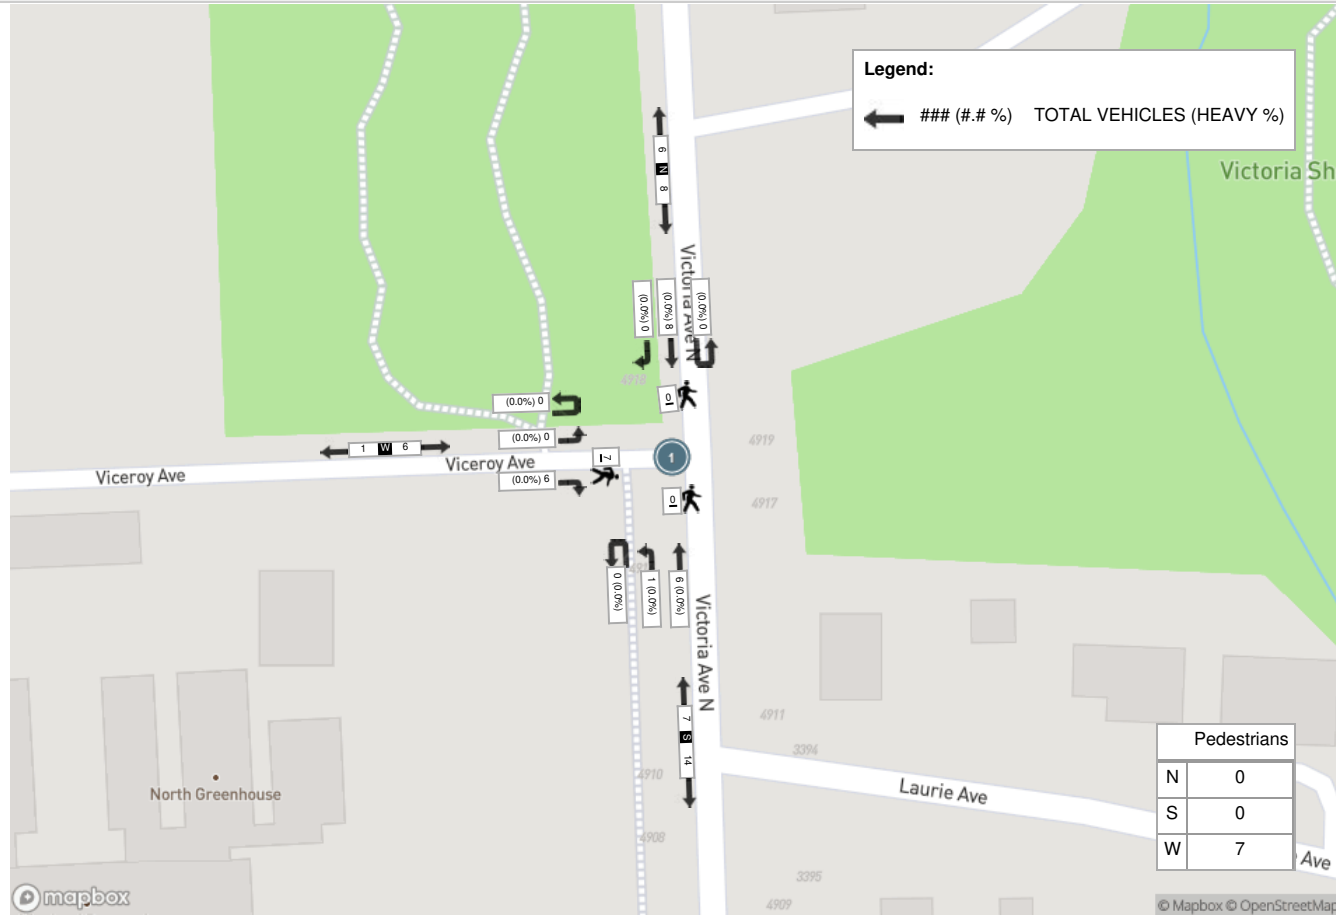 Legend:
### (#.# %) TOTAL VEHICLES (HEAVY %)
Victoria Sh
6 N 8
Victoria Ave N
(0.0%) 0
(0.0%) 8
(0.0%) 0
4918
0
(0.0%) 0
(0.0%) 0
1 W 6
Viceroy Ave
Viceroy Ave
(0.0%) 6
7
1
4919
4917
0
0 (0.0%)
1 (0.0%)
6 (0.0%)
Victoria Ave N
7 S 14
4911
3394
4910
Laurie Ave
North Greenhouse
4908
3395
4909
Pedestrians
N 0
S 0
W 7
Ave
mapbox
© Mapbox © OpenStreetMap